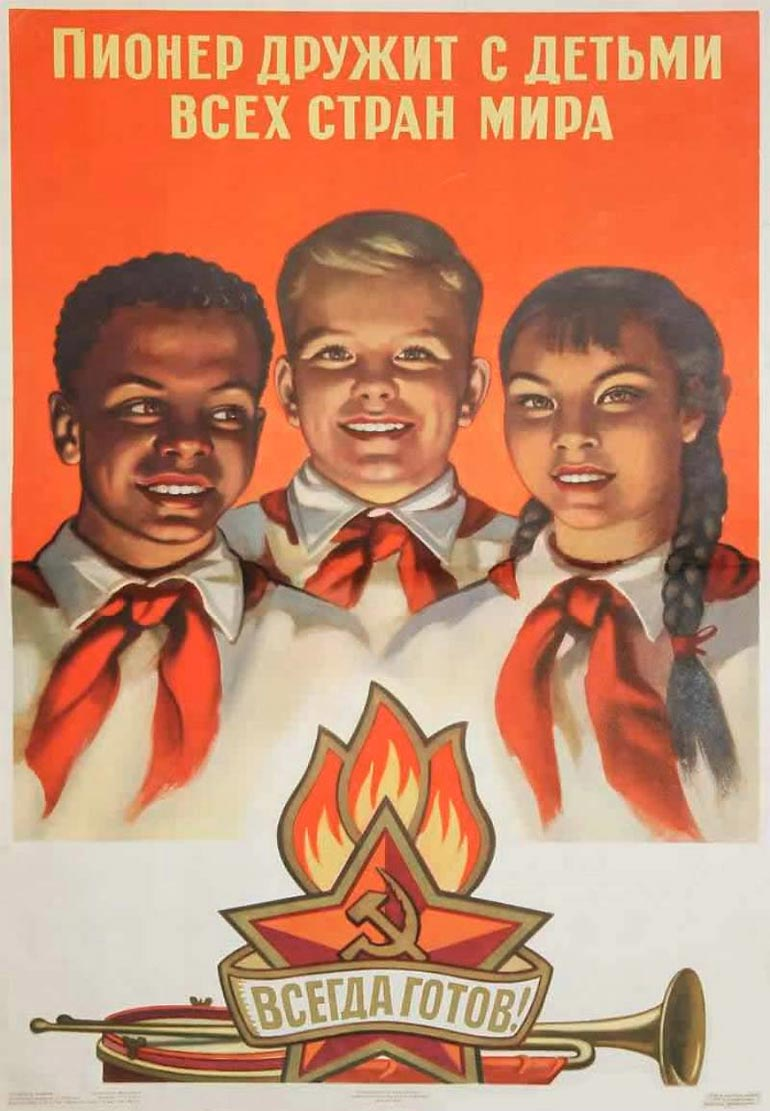 ПИОНЕР ДРУЖИТ С ДЕТЬМИ
ВСЕХ СТРАН МИРА
ВСЕГДА ГОТОВ!